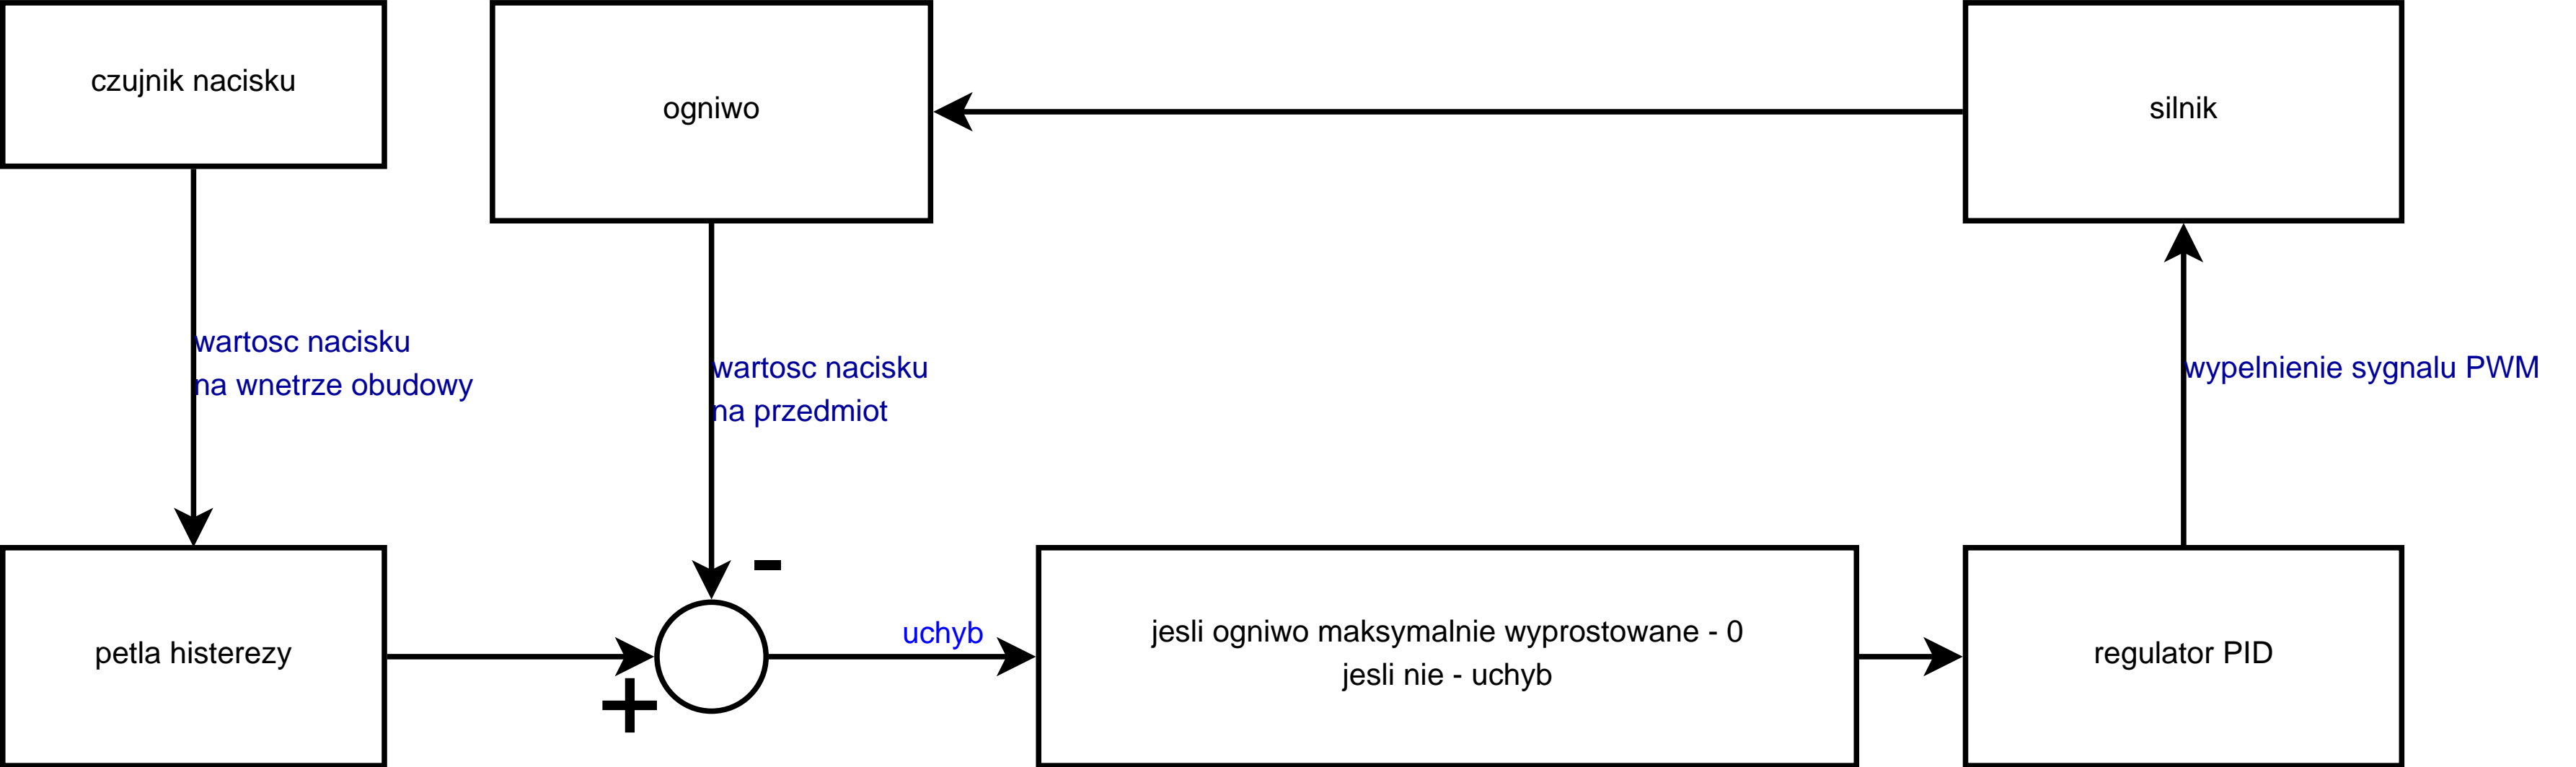 czujnik nacisku
ogniwo
silnik
wartosc nacisku
na wnetrze obudowy
wartosc nacisku
na przedmiot
wypelnienie sygnalu PWM
-
petla histerezy
+
uchyb
jesli ogniwo maksymalnie wyprostowane - 0
jesli nie - uchyb
regulator PID